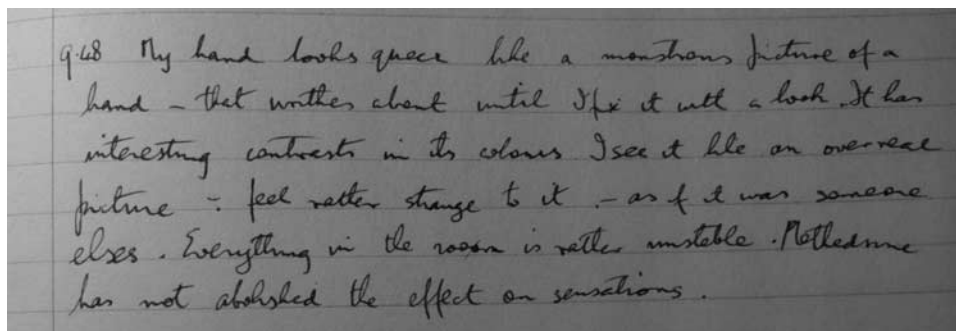 9.48 My hand looks queer like a monstrous picture of a
hand – that writhes about until I fix it with a look. It has
interesting contrasts in its colours I see it like an overreal
picture – feel rather strange to it – as if it was someone
elses. Everything in the room is rather unstable. Methedrine
has not abolished the effect on sensations.